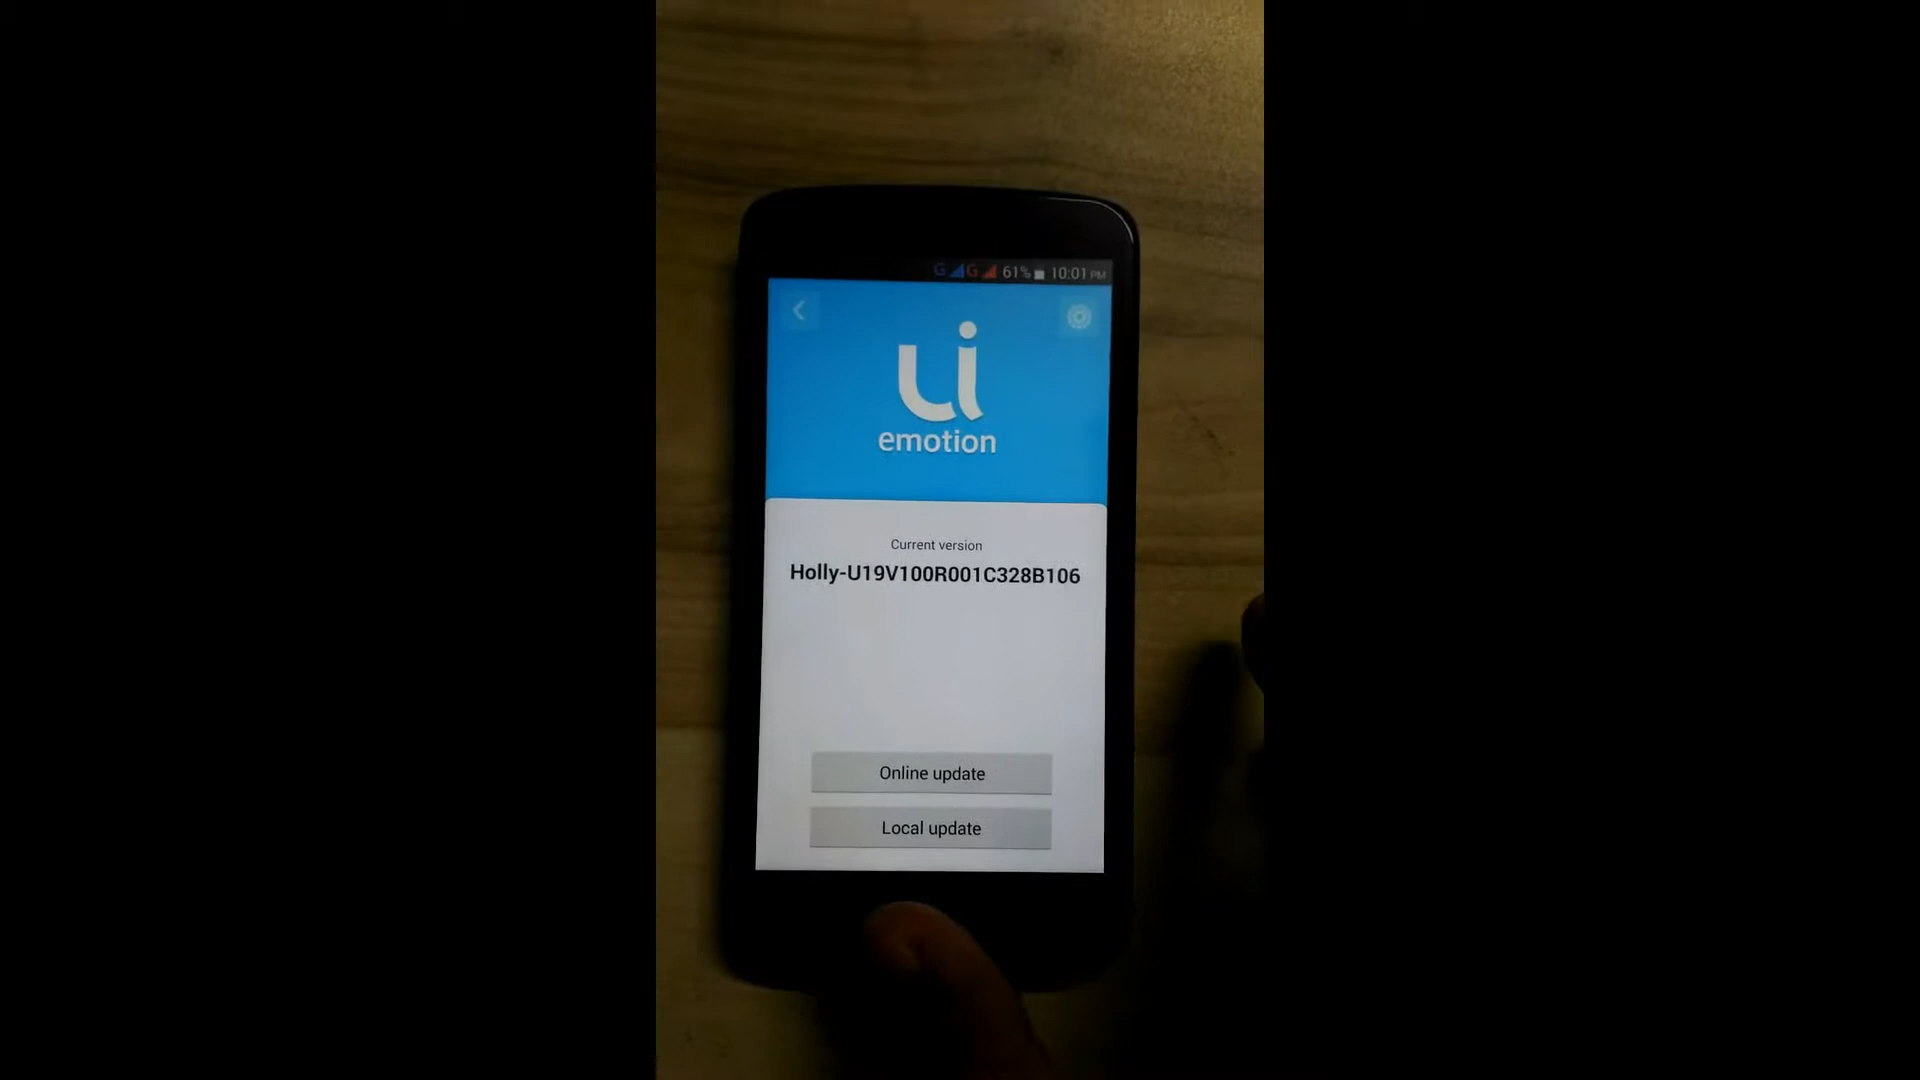 G G 61% 10:01 PM
ui
emotion
Current version
Holly-U19V100R001C328B106
Online update
Local update